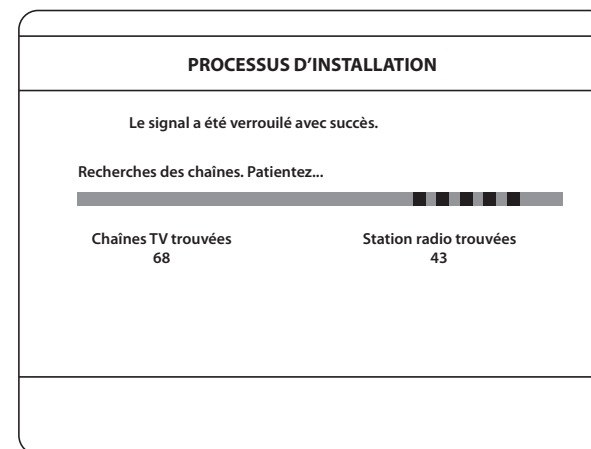 PROCESSUS D’INSTALLATION
Le signal a été verrouilé avec succès.
Recherches des chaînes. Patientez...
Chaînes TV trouvées
68
Station radio trouvées
43